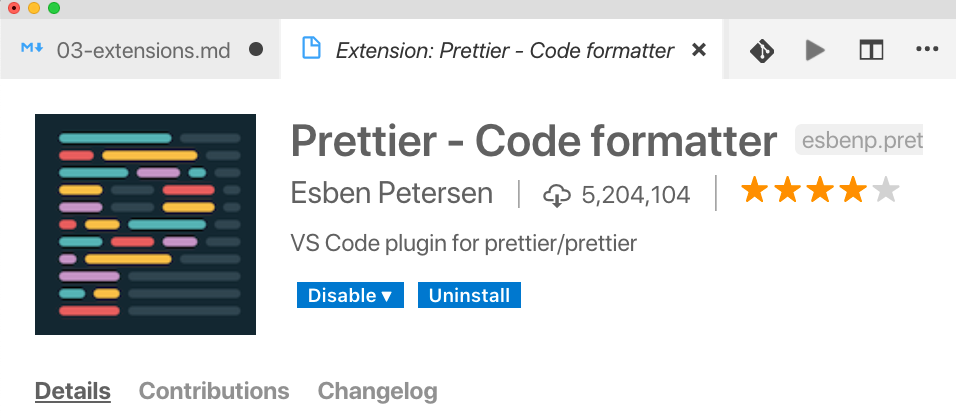 03-extensions.md Extension: Prettier - Code formatter
Prettier - Code formatter esbenp.pret
Esben Petersen 5,204,104
VS Code plugin for prettier/prettier
Disable Uninstall
Details Contributions Changelog